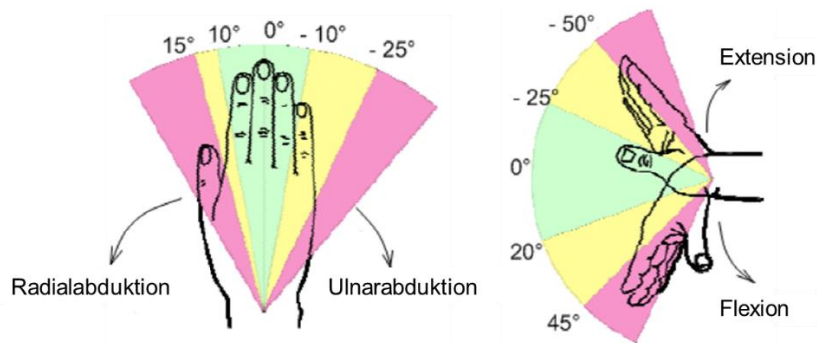 15° 10° 0° - 10° - 25°
Radialabduktion
Ulnarabduktion
- 50°
Extension
- 25°
0°
20°
45°
Flexion